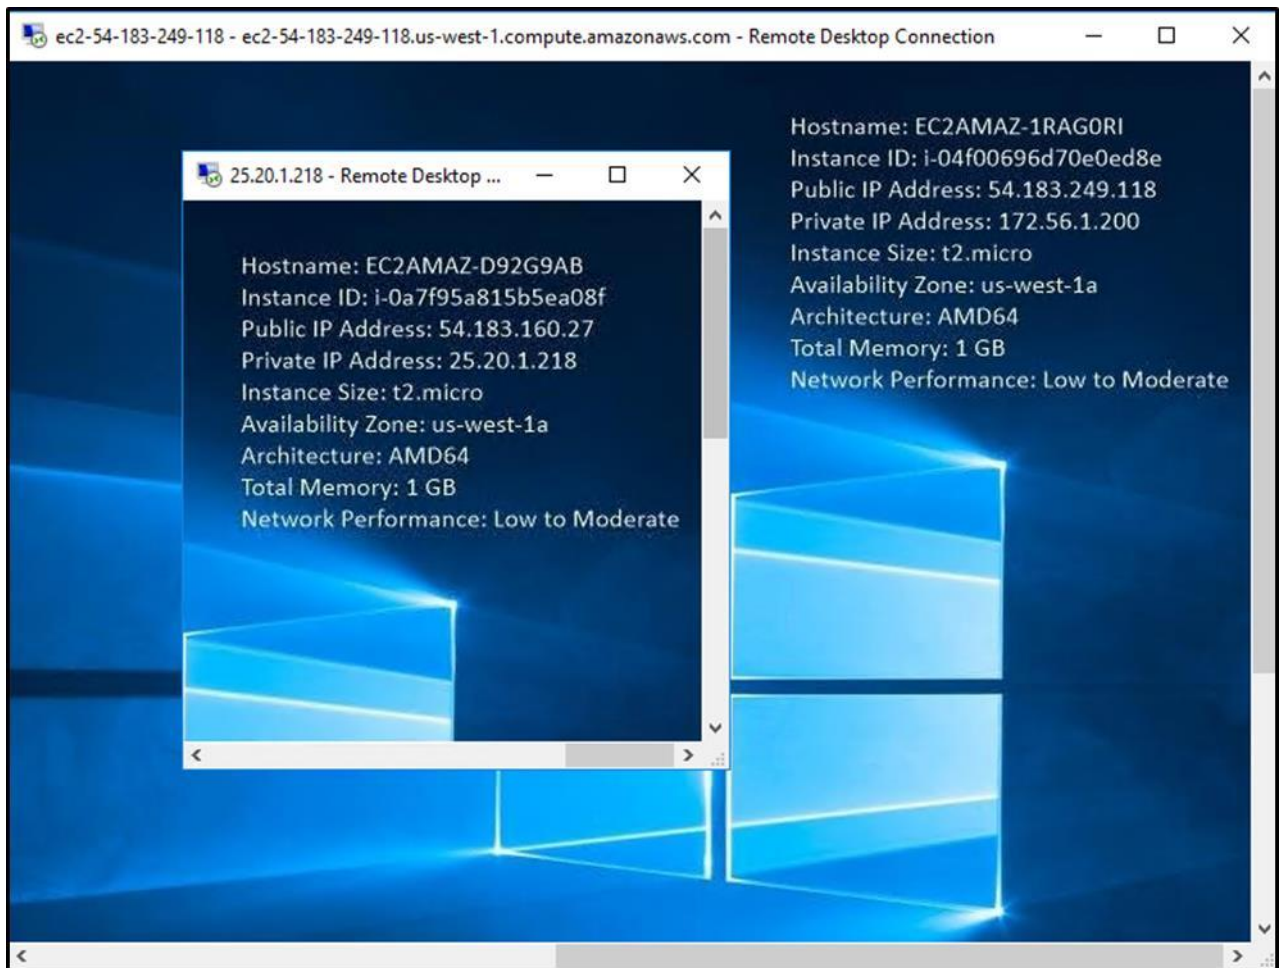 ec2-54-183-249-118 - ec2-54-183-249-118.us-west-1.compute.amazonaws.com - Remote Desktop Connection
Hostname: EC2AMAZ-1RAG0RI
Instance ID: i-04f00696d70e0ed8e
Public IP Address: 54.183.249.118
Private IP Address: 172.56.1.200
Instance Size: t2.micro
Availability Zone: us-west-1a
Architecture: AMD64
Total Memory: 1 GB
Network Performance: Low to Moderate
25.20.1.218 - Remote Desktop ...
Hostname: EC2AMAZ-D92G9AB
Instance ID: i-0a7f95a815b5ea08f
Public IP Address: 54.183.160.27
Private IP Address: 25.20.1.218
Instance Size: t2.micro
Availability Zone: us-west-1a
Architecture: AMD64
Total Memory: 1 GB
Network Performance: Low to Moderate